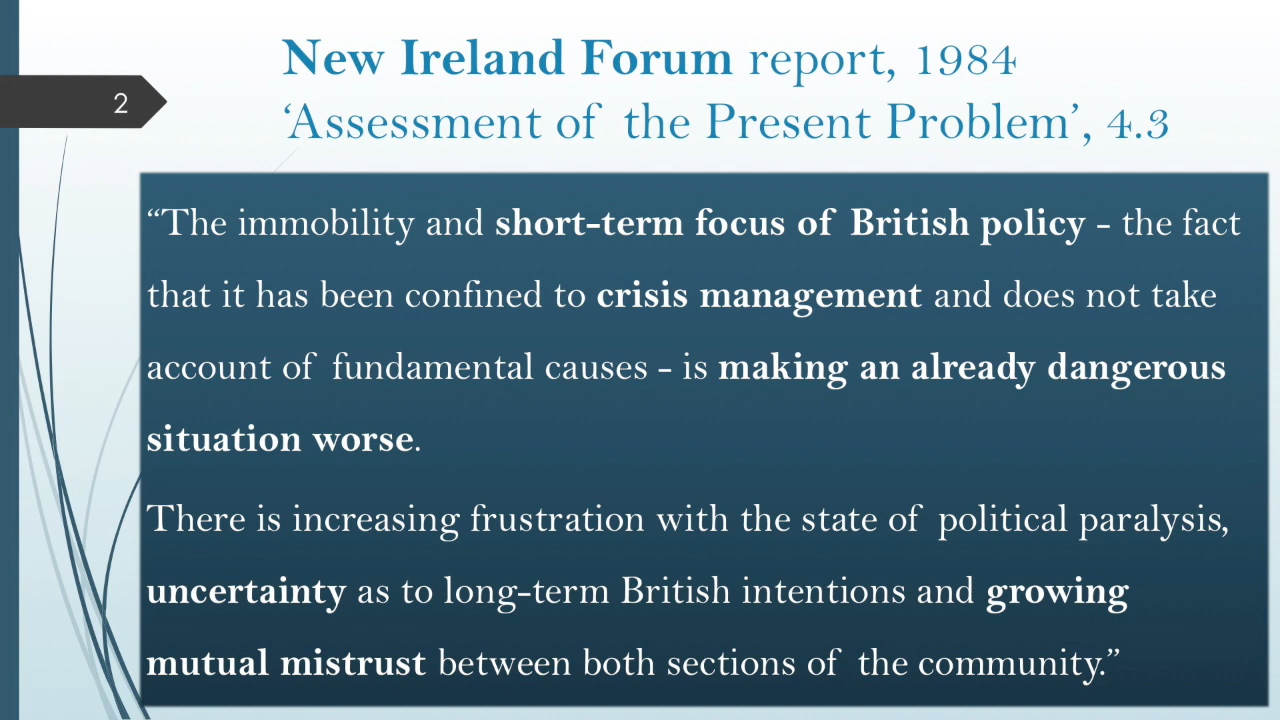 2
New Ireland Forum report, 1984
‘Assessment of the Present Problem’, 4.3
“The immobility and short-term focus of British policy - the fact
that it has been confined to crisis management and does not take
account of fundamental causes - is making an already dangerous
situation worse.
There is increasing frustration with the state of political paralysis,
uncertainty as to long-term British intentions and growing
mutual mistrust between both sections of the community.”